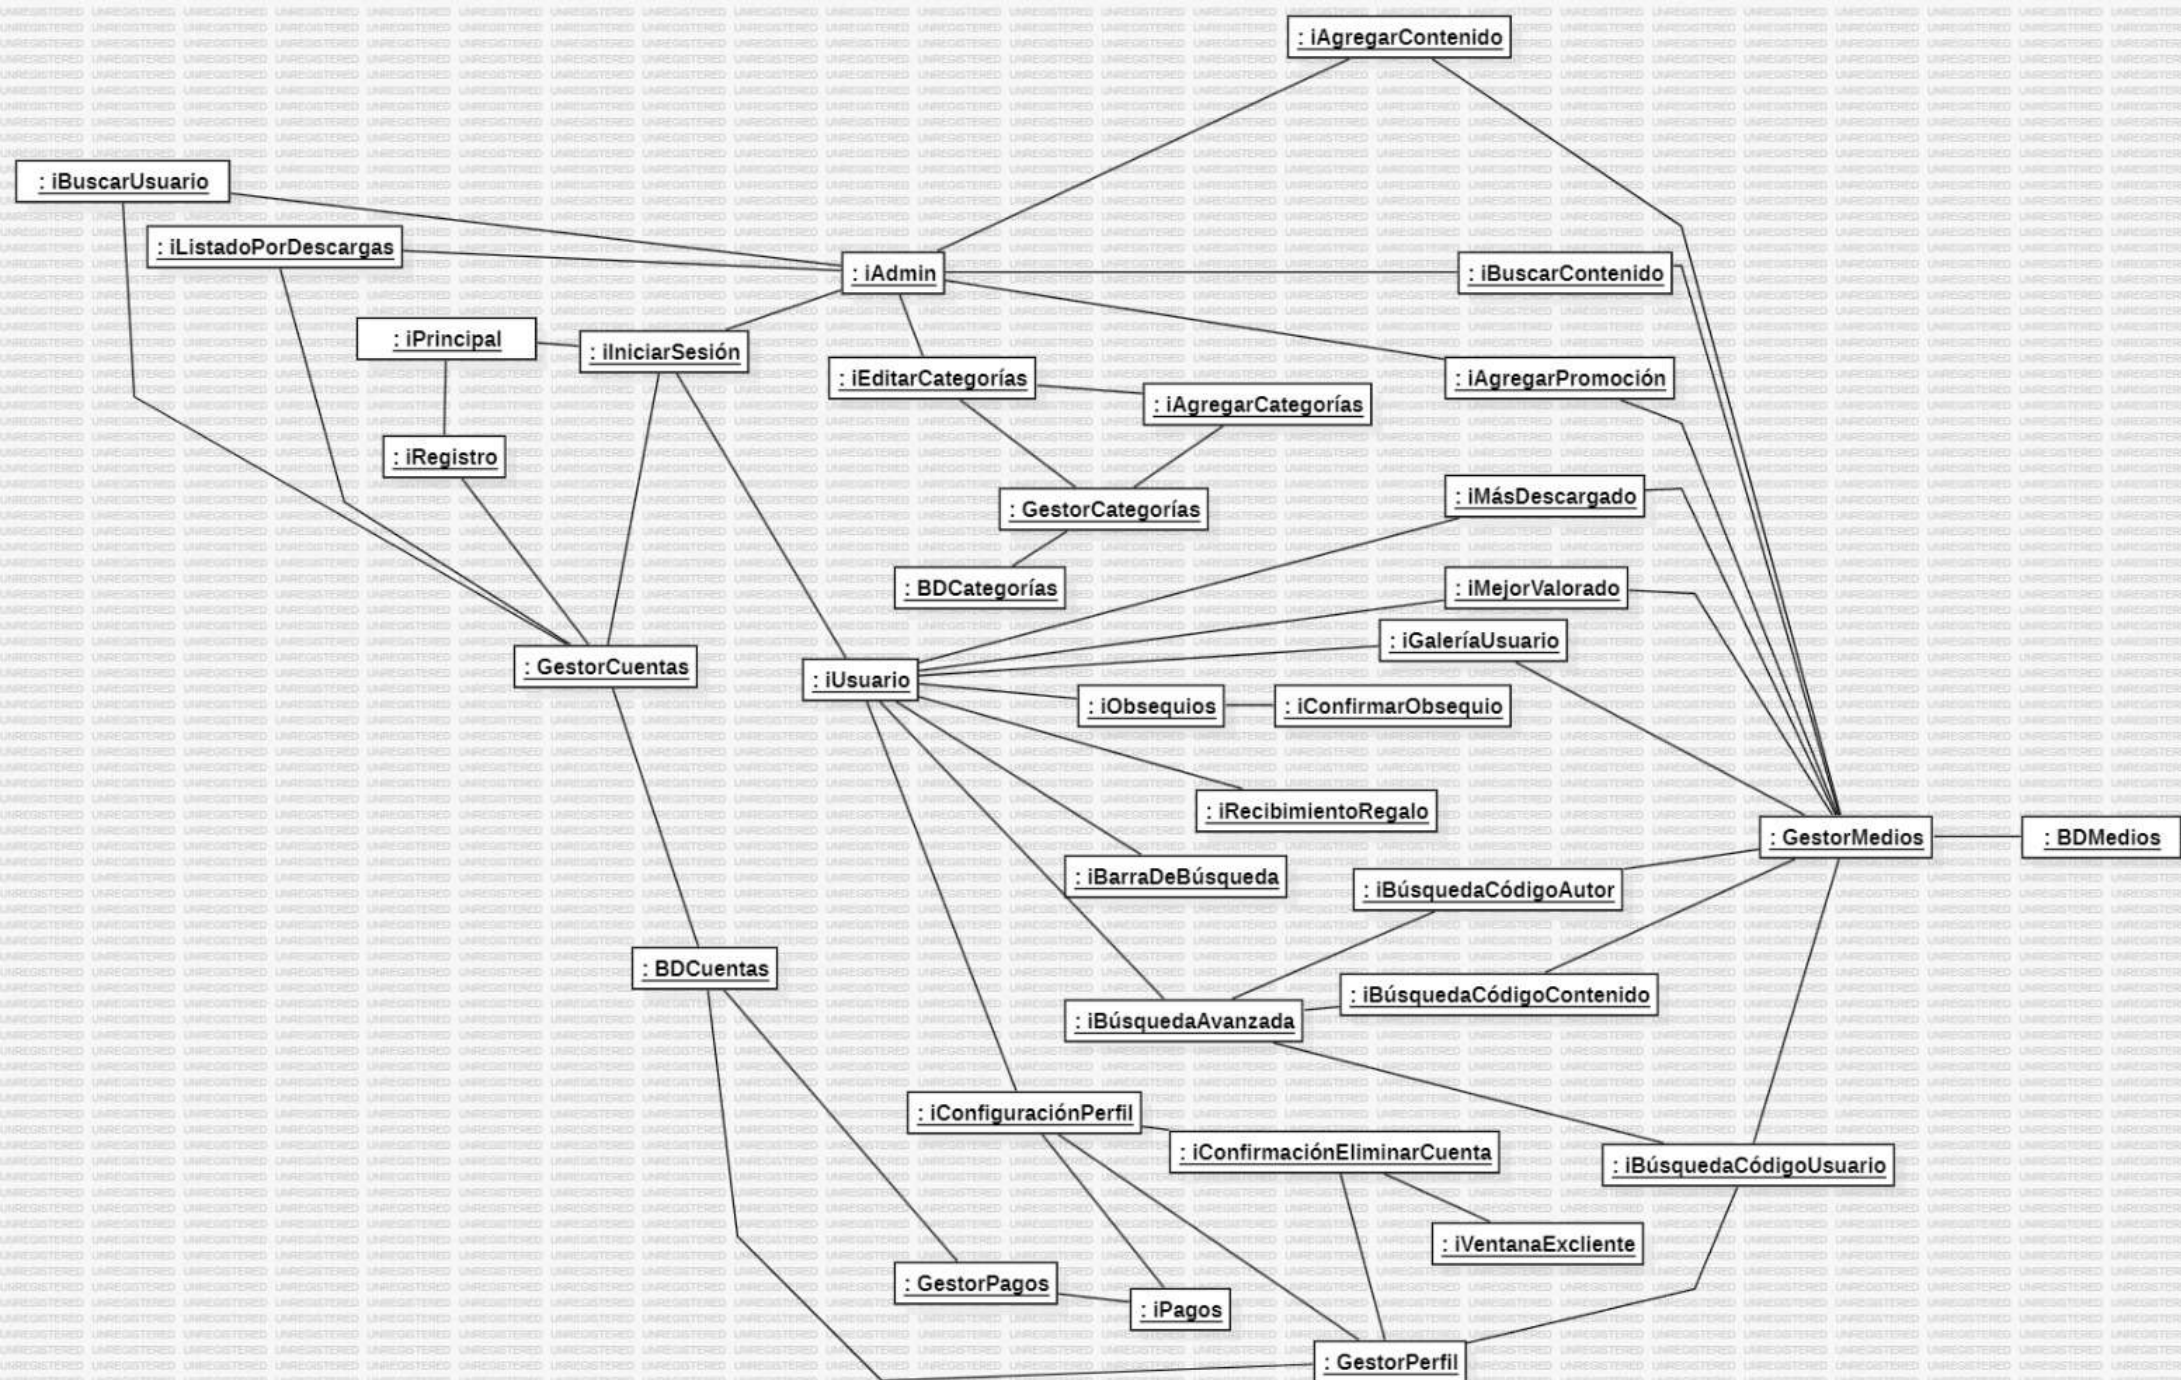 : iAgregarContenido
: iBuscarUsuario
: iListadoPorDescargas
: iAdmin
: iBuscarContenido
: iPrincipal
: iIniciarSesión
: iEditarCategorías
: iAgregarPromoción
: iAgregarCategorías
: iRegistro
: iMásDescargado
: GestorCategorías
: BDCategorías
: iMejorValorado
: iGaleríaUsuario
: GestorCuentas
: iUsuario
: iObsequios
: iConfirmarObsequio
: iRecibimientoRegalo
: GestorMedios
: BDMedios
: iBarraDeBúsqueda
: iBúsquedaCódigoAutor
: BDCuentas
: iBúsquedaCódigoContenido
: iBúsquedaAvanzada
: iConfiguraciónPerfil
: iConfirmaciónEliminarCuenta
: iBúsquedaCódigoUsuario
: iVentanaExcliente
: GestorPagos
: iPagos
: GestorPerfil
UNREGISTERED